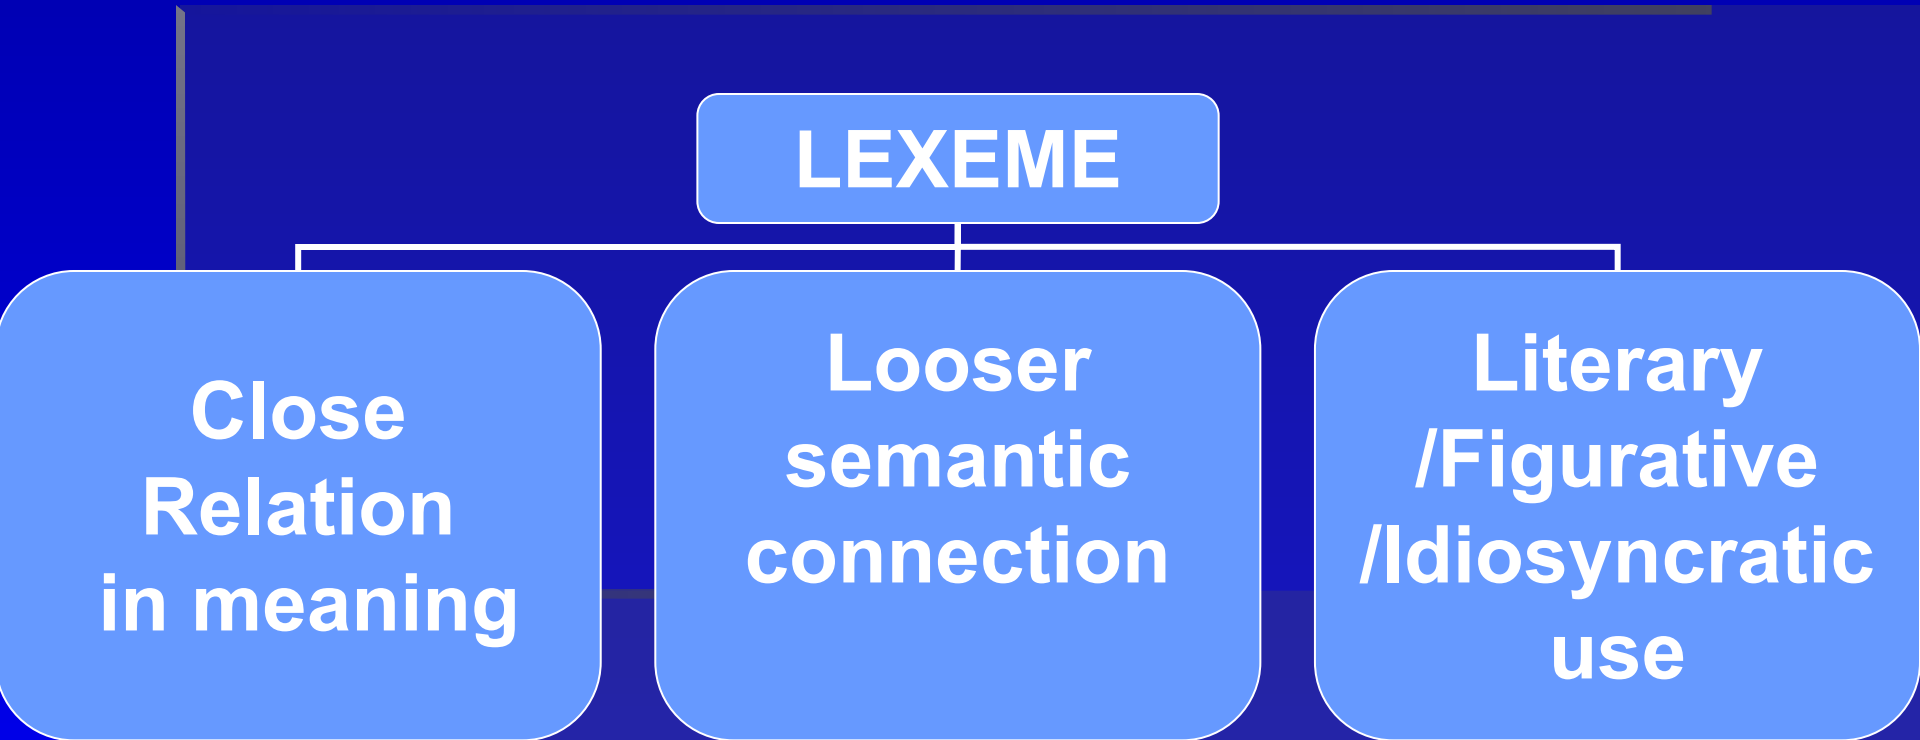 LEXEME
Close
Relation
in meaning
Looser
semantic
connection
Literary
/Figurative
/Idiosyncratic
use